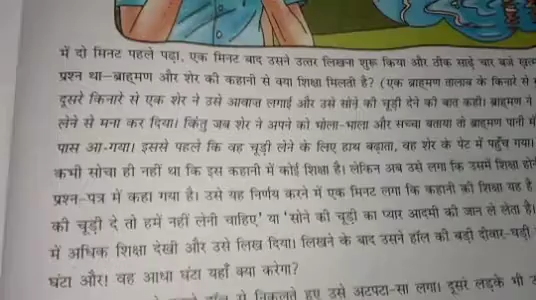 में दो मिनट पहले पढ़ा, एक मिनट बाद उसने उत्तर लिखना शुरू किया और ठीक साढ़े चार बजे
प्रश्न था—ब्राह्मण और शेर की कहानी से क्या शिक्षा मिलती है? (एक ब्राह्मण तालाब के किनारे से
दूसरे किनारे से एक शेर ने उसे आवाज लगाई और उसे सोने की चूड़ी देने की बात कही। ब्राह्मण ने
लेने से मना कर दिया। किंतु जब शेर ने अपने को भोला-भाला और सच्चा बताया तो ब्राह्मण पानी में
पास आ-गया। इससे पहले कि वह चूड़ी लेने के लिए हाथ बढ़ाता, वह शेर के पेट में पहुँच गया।
कभी सोचा ही नहीं था कि इस कहानी में कोई शिक्षा है। लेकिन अब उसे लगा कि उसमें शिक्षा
प्रश्न-पत्र में कहा गया है। उसे यह निर्णय करने में एक मिनट लगा कि कहानी की शिक्षा यह है
की चूड़ी दे तो हमें नहीं लेनी चाहिए' या 'सोने की चूड़ी का प्यार आदमी की जान ले लेता है।
में अधिक शिक्षा देखी और उसे लिख दिया। लिखने के बाद उसने हॉल की बड़ी दीवार-घड़ी
घंटा और! वह आधा घंटा यहाँ क्या करेगा?
हॉल से निकलते हुए उसे अटपटा-सा लगा। दूसरे लड़के भी